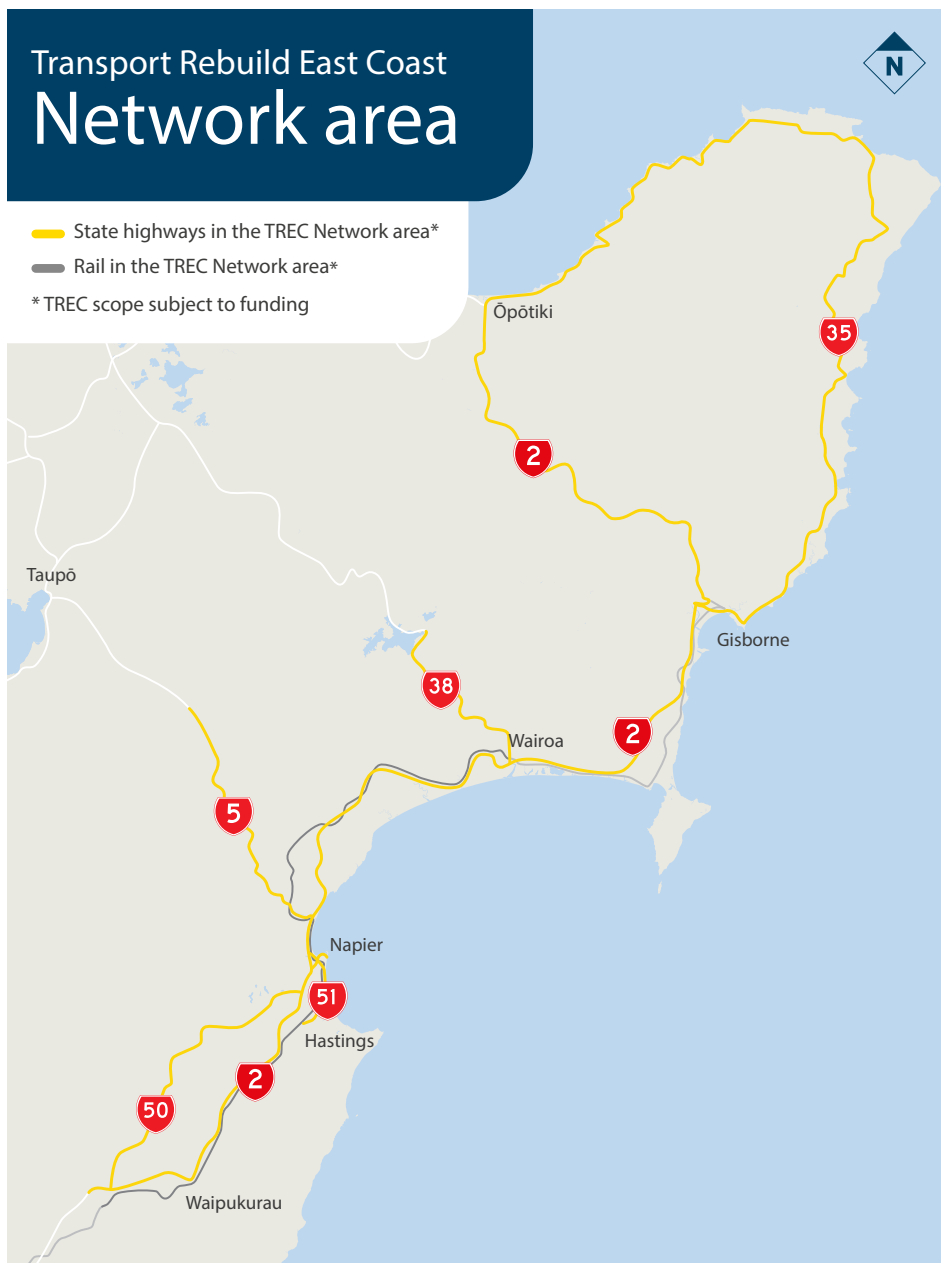 Transport Rebuild East Coast
Network area
N
State highways in the TREC Network area*
Rail in the TREC Network area*
* TREC scope subject to funding
Ōpōtiki
35
2
Taupō
Gisborne
38
Wairoa
2
5
Napier
51
Hastings
2
50
Waipukurau